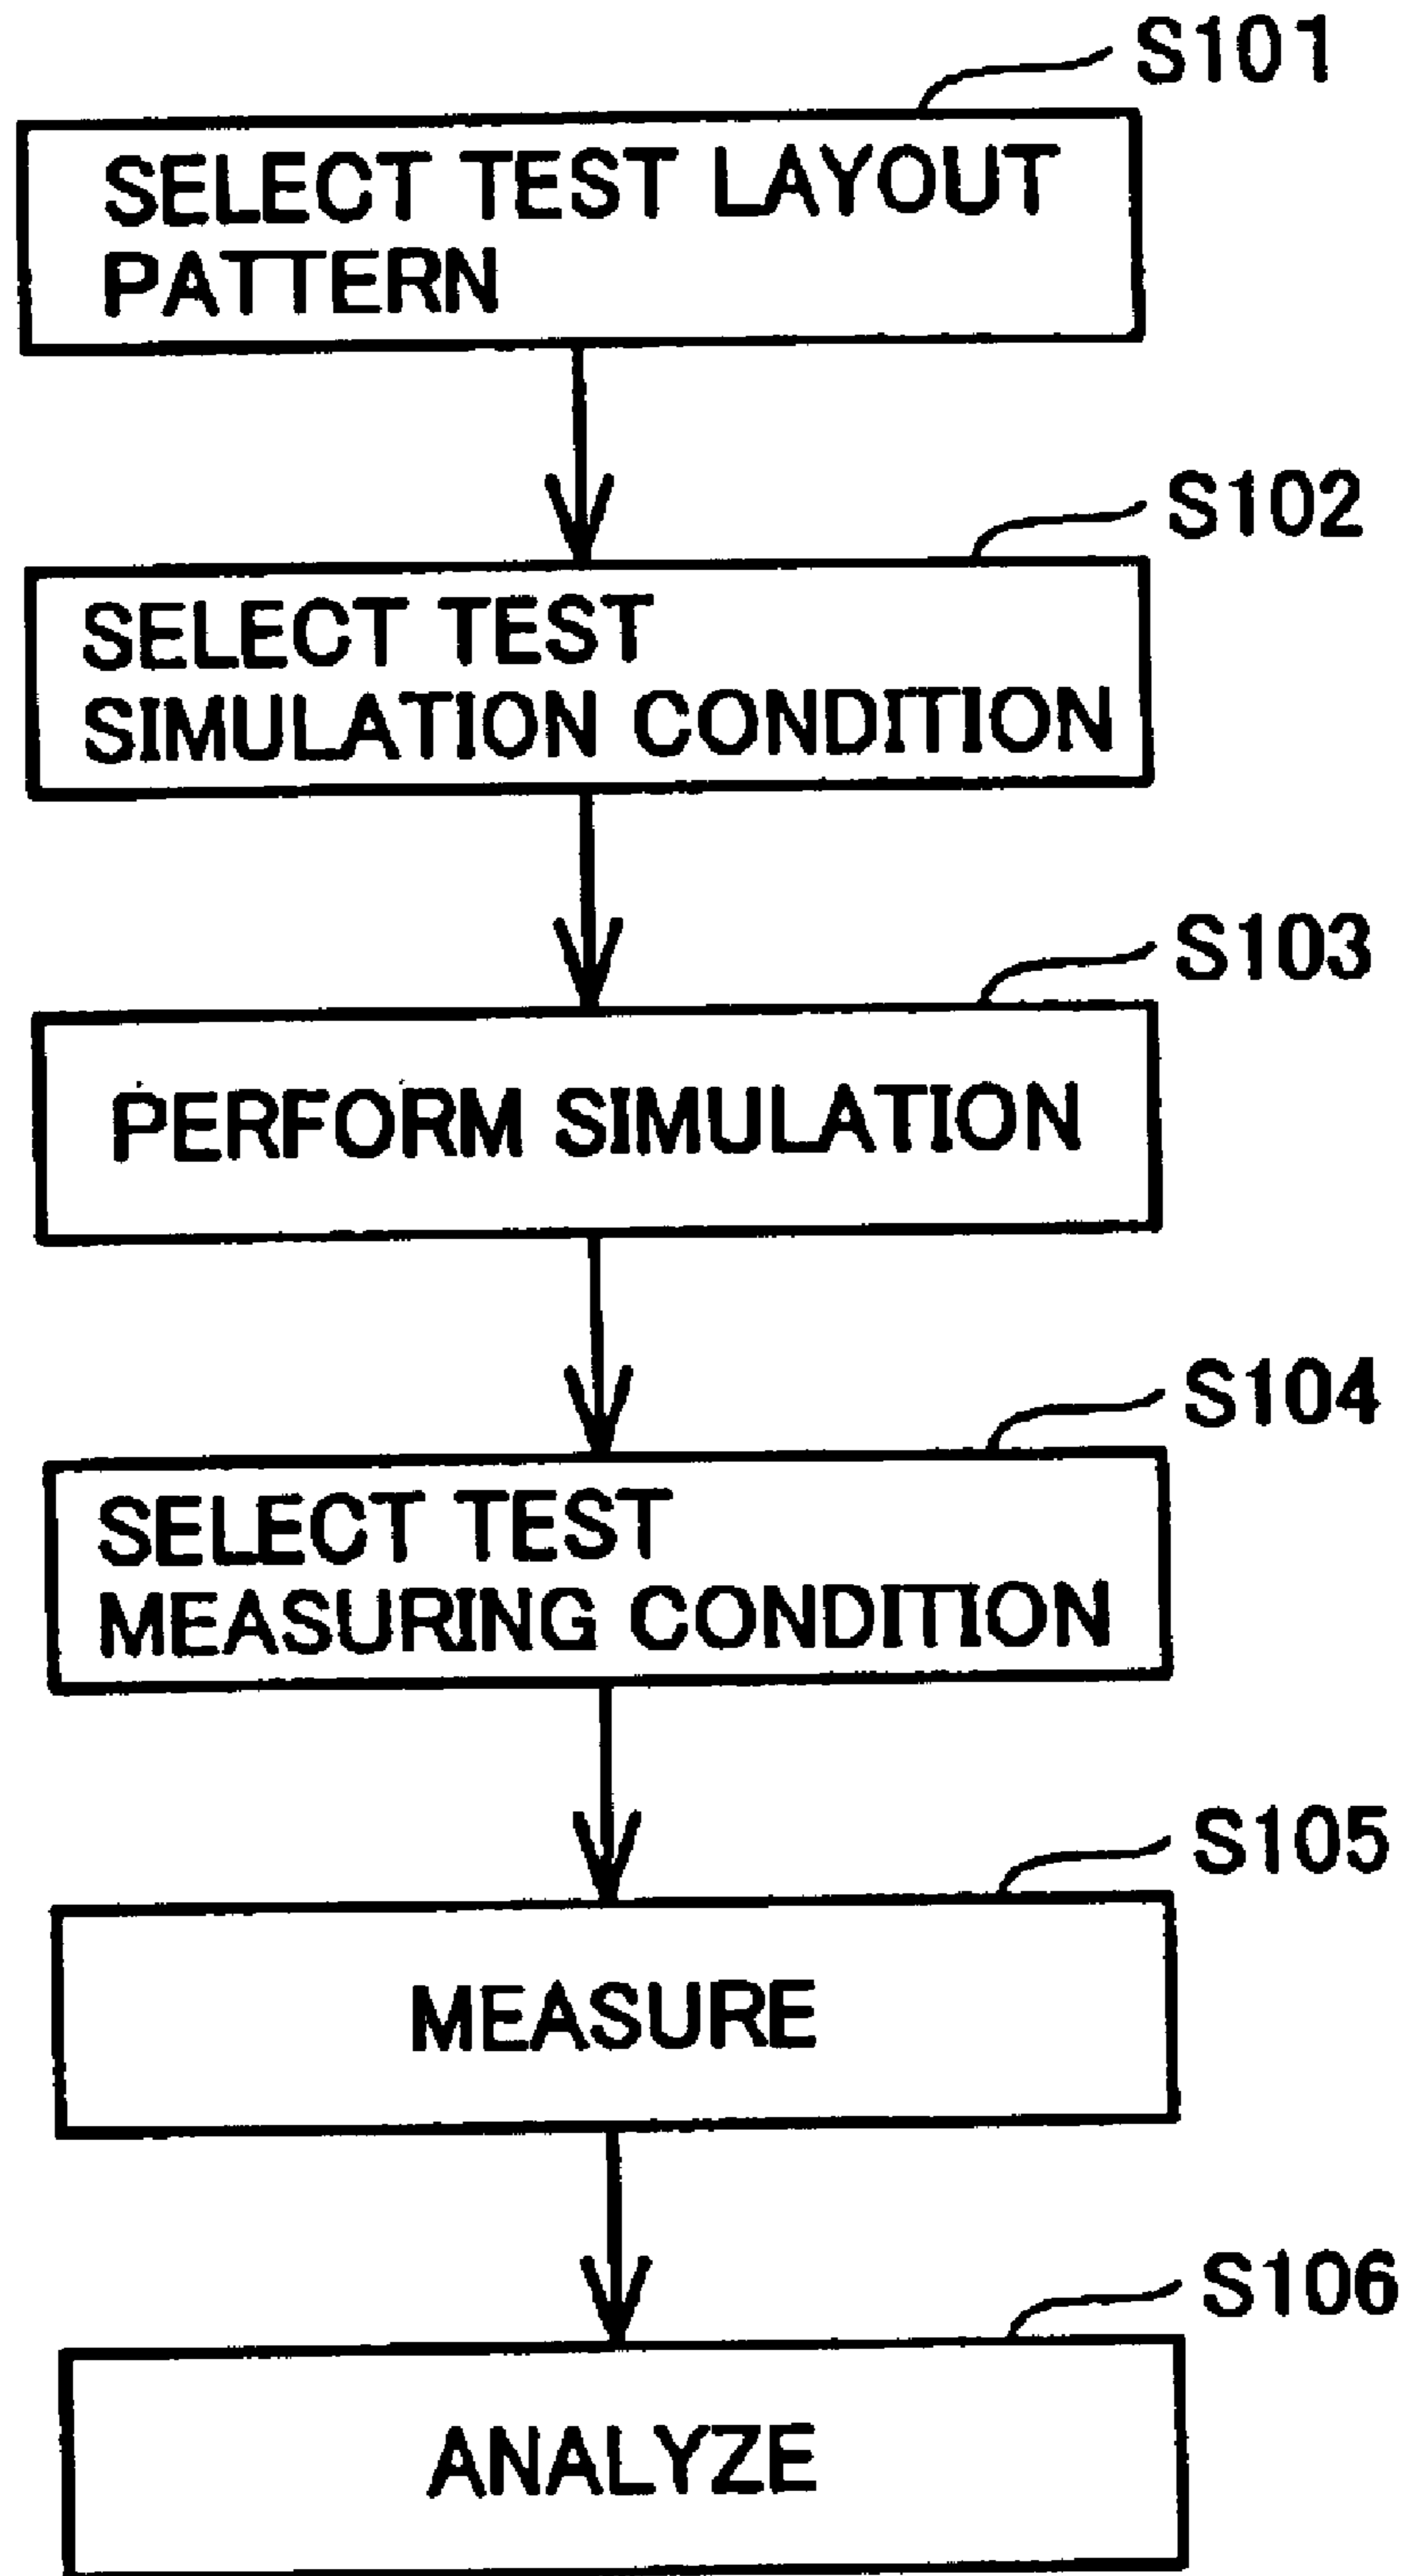 S101
SELECT TEST LAYOUT
PATTERN
S102
SELECT TEST
SIMULATION CONDITION
S103
PERFORM SIMULATION
S104
SELECT TEST
MEASURING CONDITION
S105
MEASURE
S106
ANALYZE